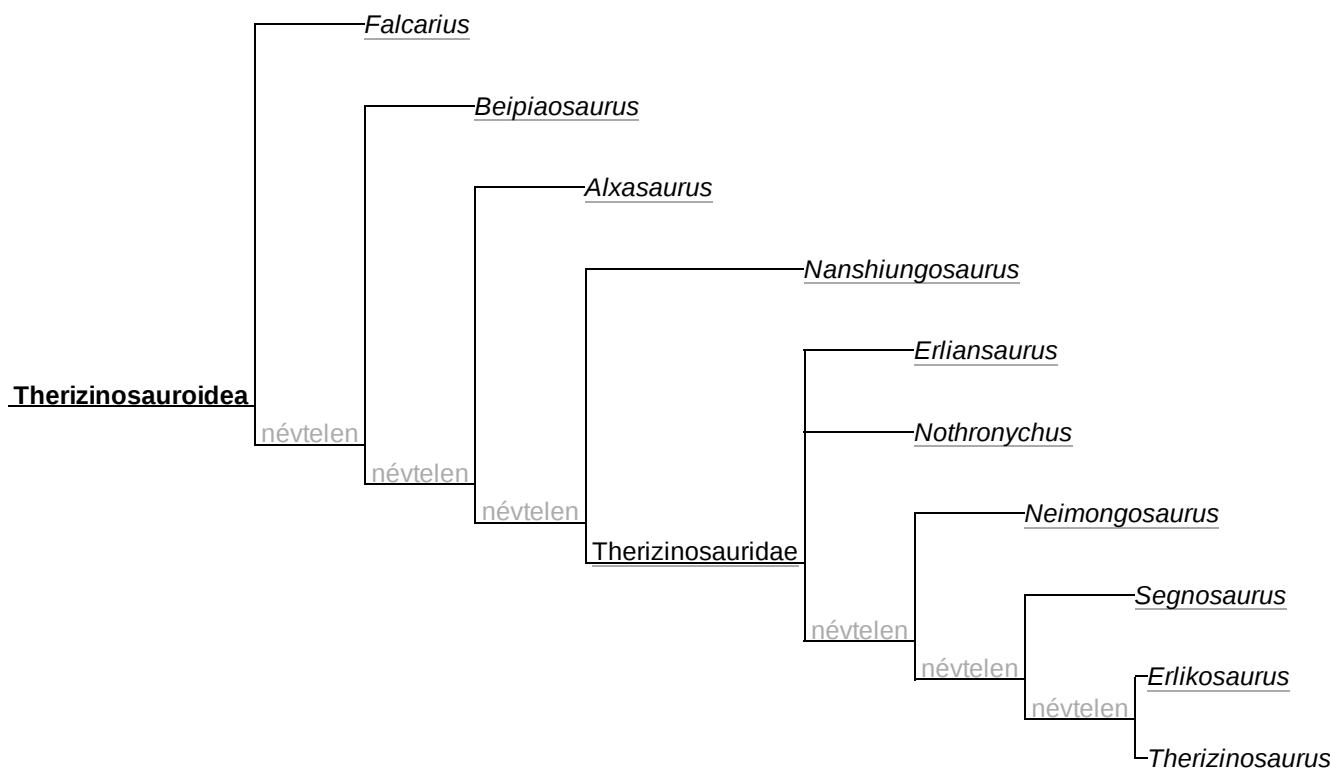 Falcarius
Beipiaosaurus
Alxasaurus
Nanshiungosaurus
Erliansaurus
Therizinosauroidea
névtelen
Nothronychus
névtelen
névtelen
Neimongosaurus
Therizinosauridae
Segnosaurus
névtelen
névtelen
Erlikosaurus
névtelen
Therizinosaurus